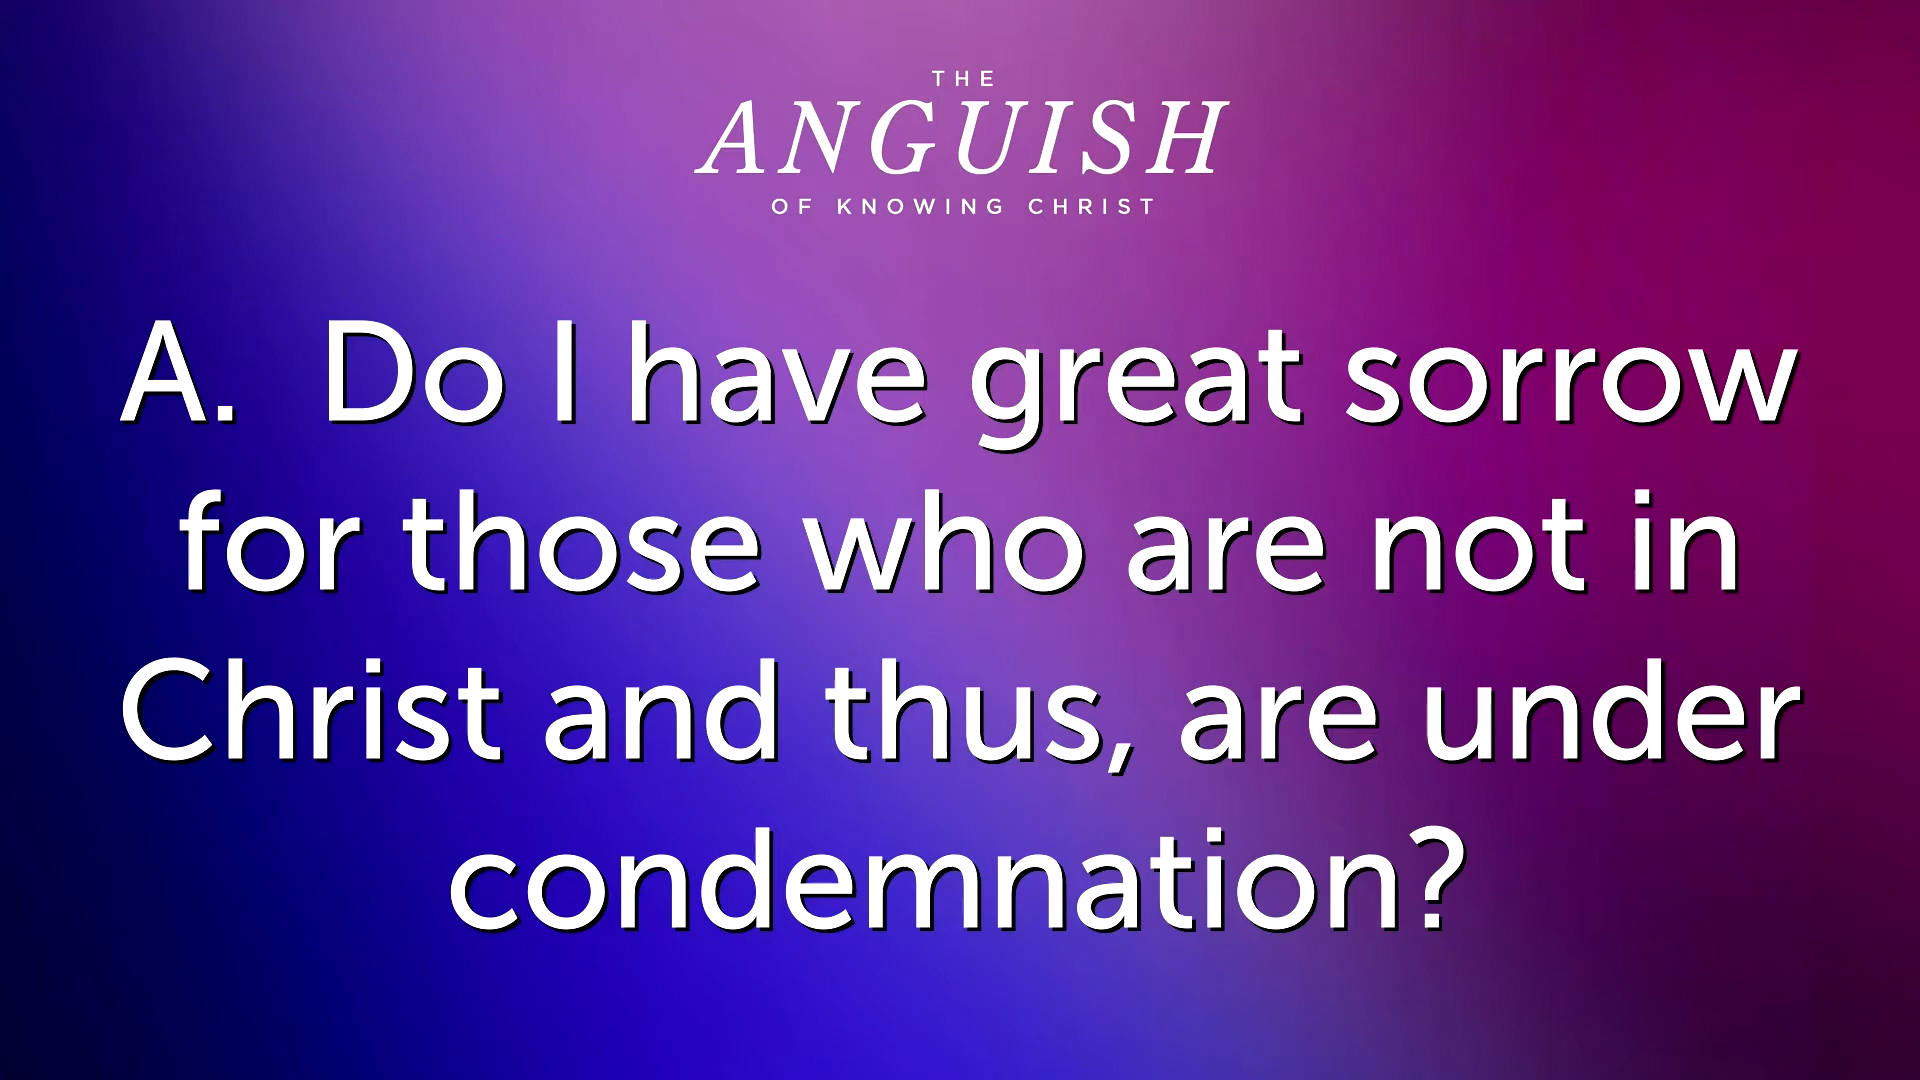 THE
ANGUISH
OF KNOWING CHRIST
A. Do I have great sorrow
for those who are not in
Christ and thus, are under
condemnation?